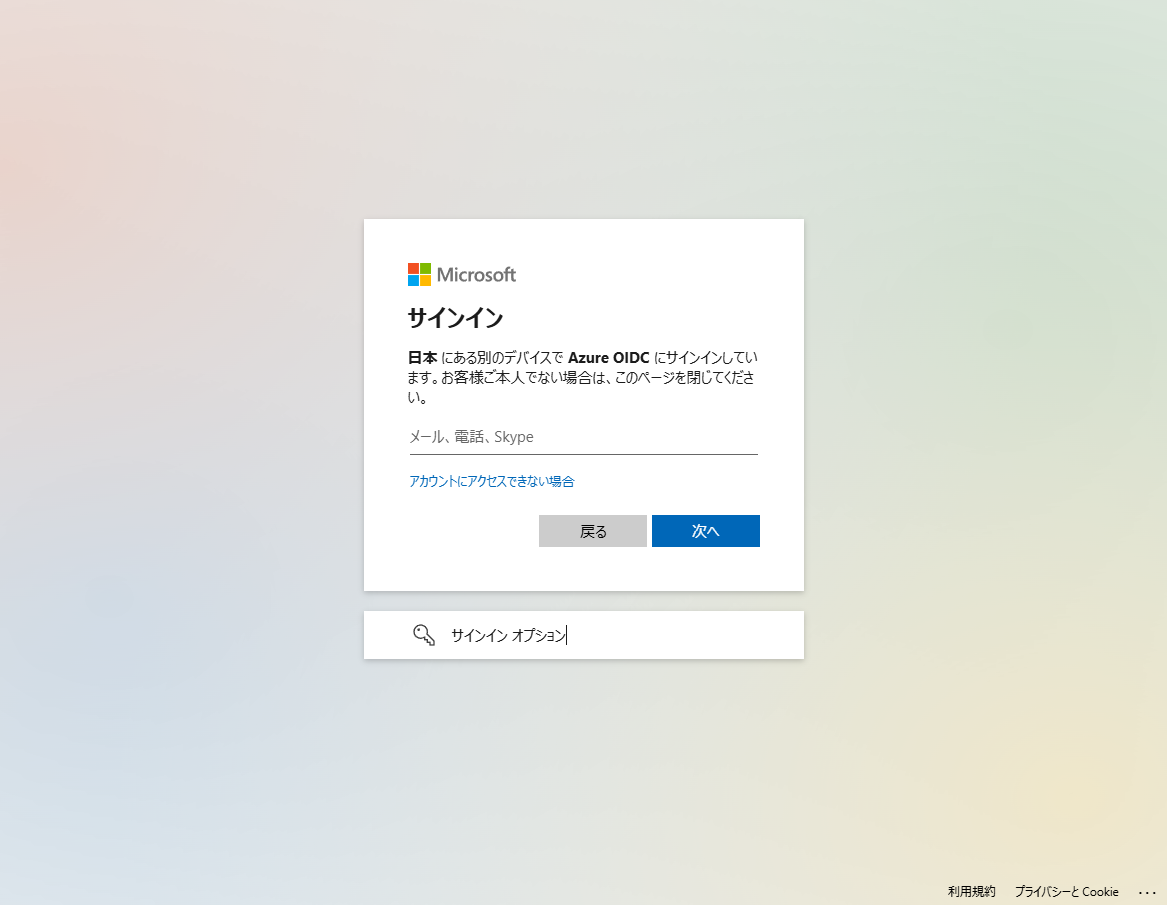 Microsoft
サインイン
日本 にある別のデバイスで Azure OIDC にサインインしてい
ます。お客様ご本人でない場合は、このページを閉じてくださ
い。
メール、電話、Skype
アカウントにアクセスできない場合
戻る
次へ
サインイン オプション
利用規約 プライバシーと Cookie ...